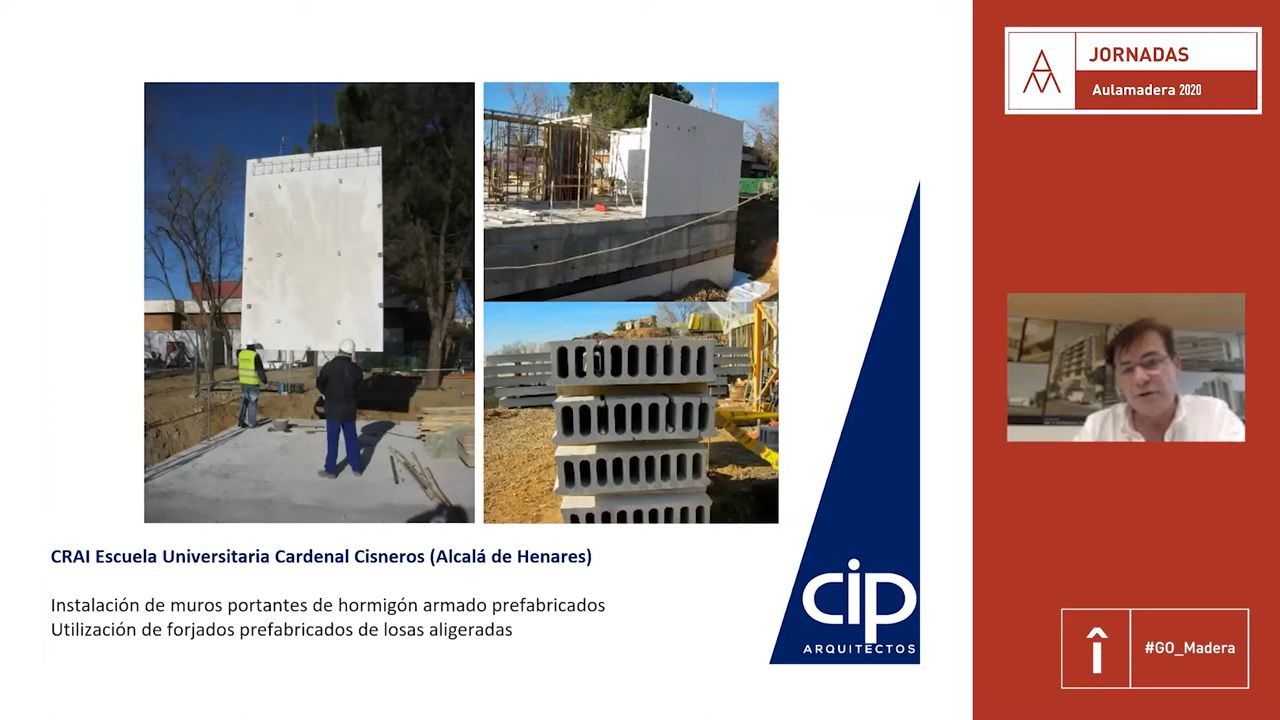 CRAI Escuela Universitaria Cardenal Cisneros (Alcalá de Henares)
Instalación de muros portantes de hormigón armado prefabricados
Utilización de forjados prefabricados de losas aligeradas
cip
ARQUITECTOS
JORNADAS
Aulamadera 2020
#GO_Madera